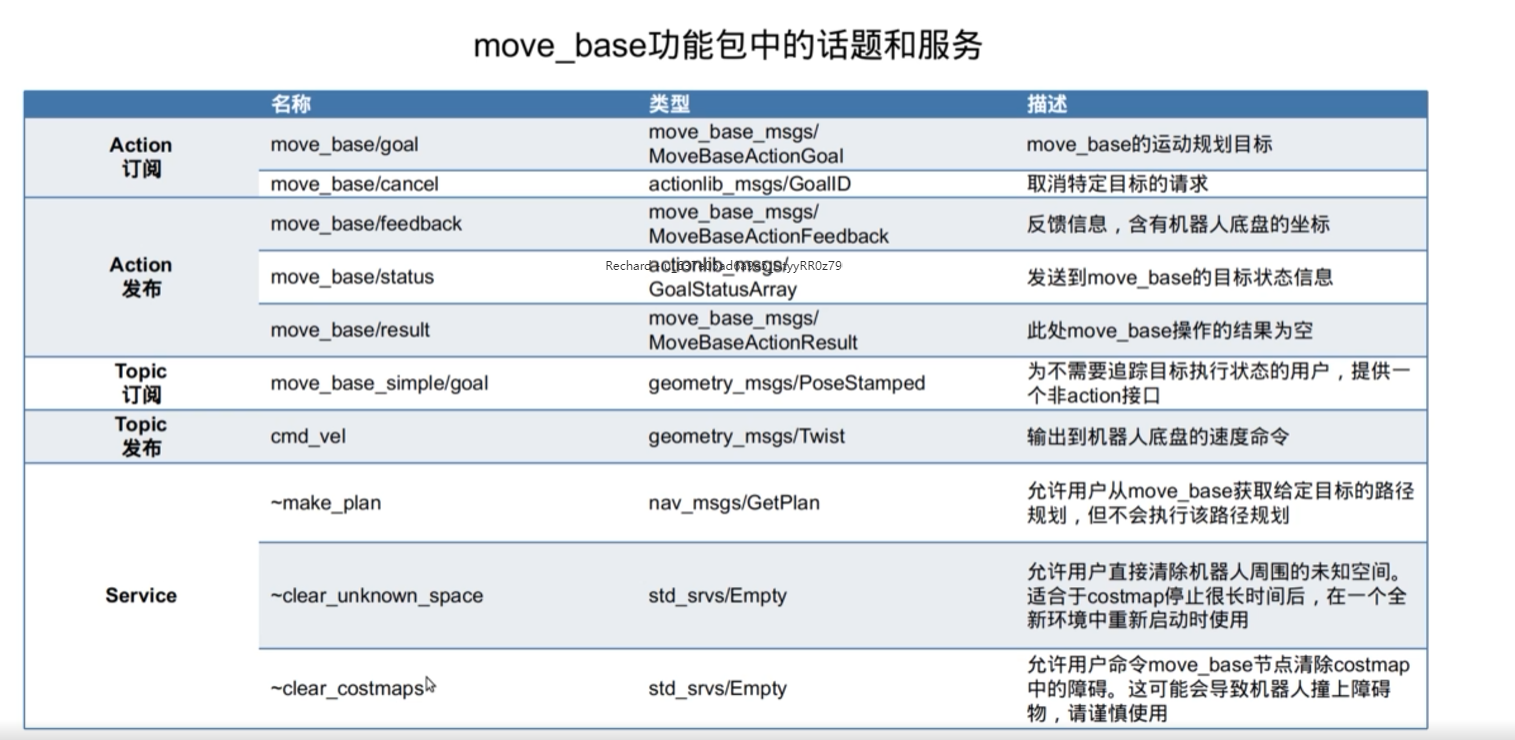 move_base功能包中的话题和服务
名称 类型 描述
Action
订阅
move_base/goal
move_base_msgs/
MoveBaseActionGoal
move_base的运动规划目标
move_base/cancel actionlib_msgs/GoalID 取消特定目标的请求
Action
发布
move_base/feedback
move_base_msgs/
MoveBaseActionFeedback
反馈信息，含有机器人底盘的坐标
move_base/status
actionlib_msgs/
GoalStatusArray
发送到move_base的目标状态信息
move_base/result
move_base_msgs/
MoveBaseActionResult
此处move_base操作的结果为空
Topic
订阅
move_base_simple/goal
geometry_msgs/PoseStamped
为不需要追踪目标执行状态的用户，提供一
个非action接口
Topic
发布
cmd_vel
geometry_msgs/Twist
输出到机器人底盘的速度命令
Service
~make_plan
nav_msgs/GetPlan
允许用户从move_base获取给定目标的路径
规划，但不会执行该路径规划
~clear_unknown_space
std_srvs/Empty
允许用户直接清除机器人周围的未知空间。
适合于costmap停止很长时间后，在一个全
新环境中重新启动时使用
~clear_costmaps
std_srvs/Empty
允许用户命令move_base节点清除costmap
中的障碍。这可能会导致机器人撞上障碍
物，请谨慎使用
Rechard